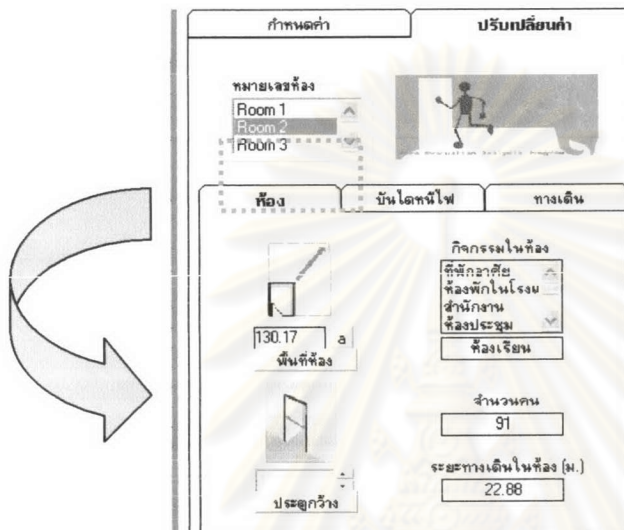 กำหนดค่า
ปรับเปลี่ยนค่า
หมายเลขห้อง
Room 1
Room 2
Room 3
ห้อง
บันไดหนีไฟ
ทางเดิน
กิจกรรมในห้อง
ที่พักอาศัย
ห้องพักในโรงแ
สำนักงาน
ห้องประชุม
ห้องเรียน
130.17
a
พื้นที่ห้อง
จำนวนคน
91
ประตูกว้าง
ระยะทางเดินในห้อง (ม.)
22.88